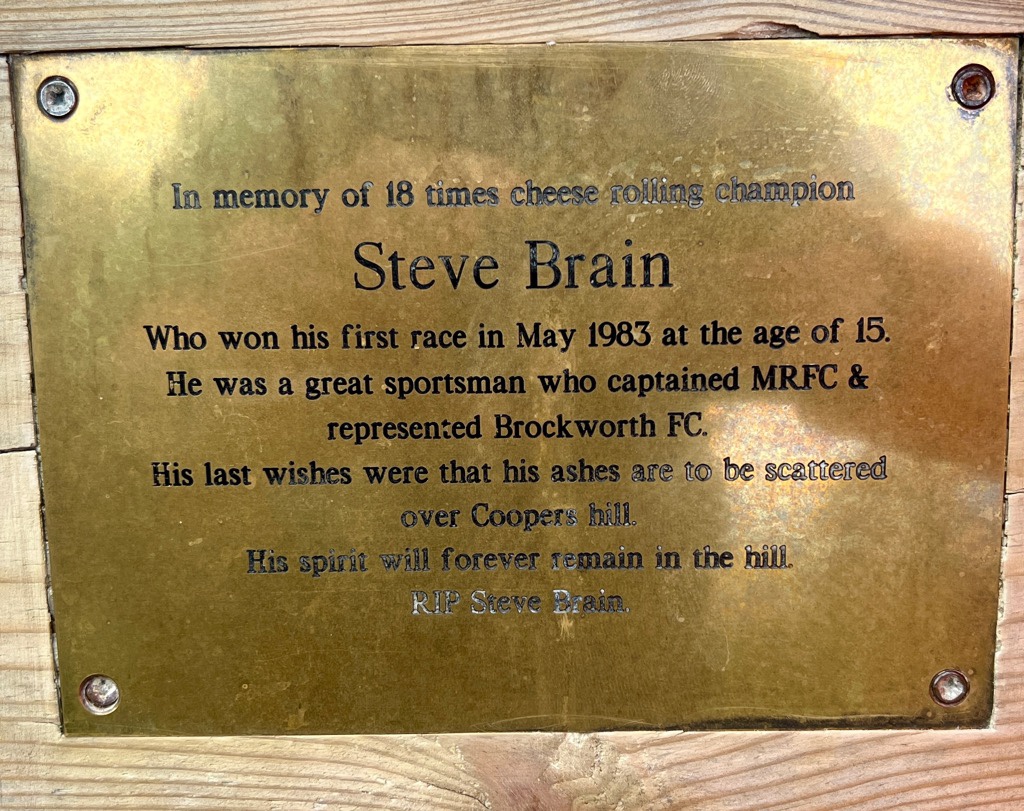 In memory of 18 times cheese rolling champion
Steve Brain
Who won his first race in May 1983 at the age of 15.
He was a great sportsman who captained MRFC &
represented Brockworth FC.
His last wishes were that his ashes are to be scattered
over Coopers hill.
His spirit will forever remain in the hill.
RIP Steve Brain.